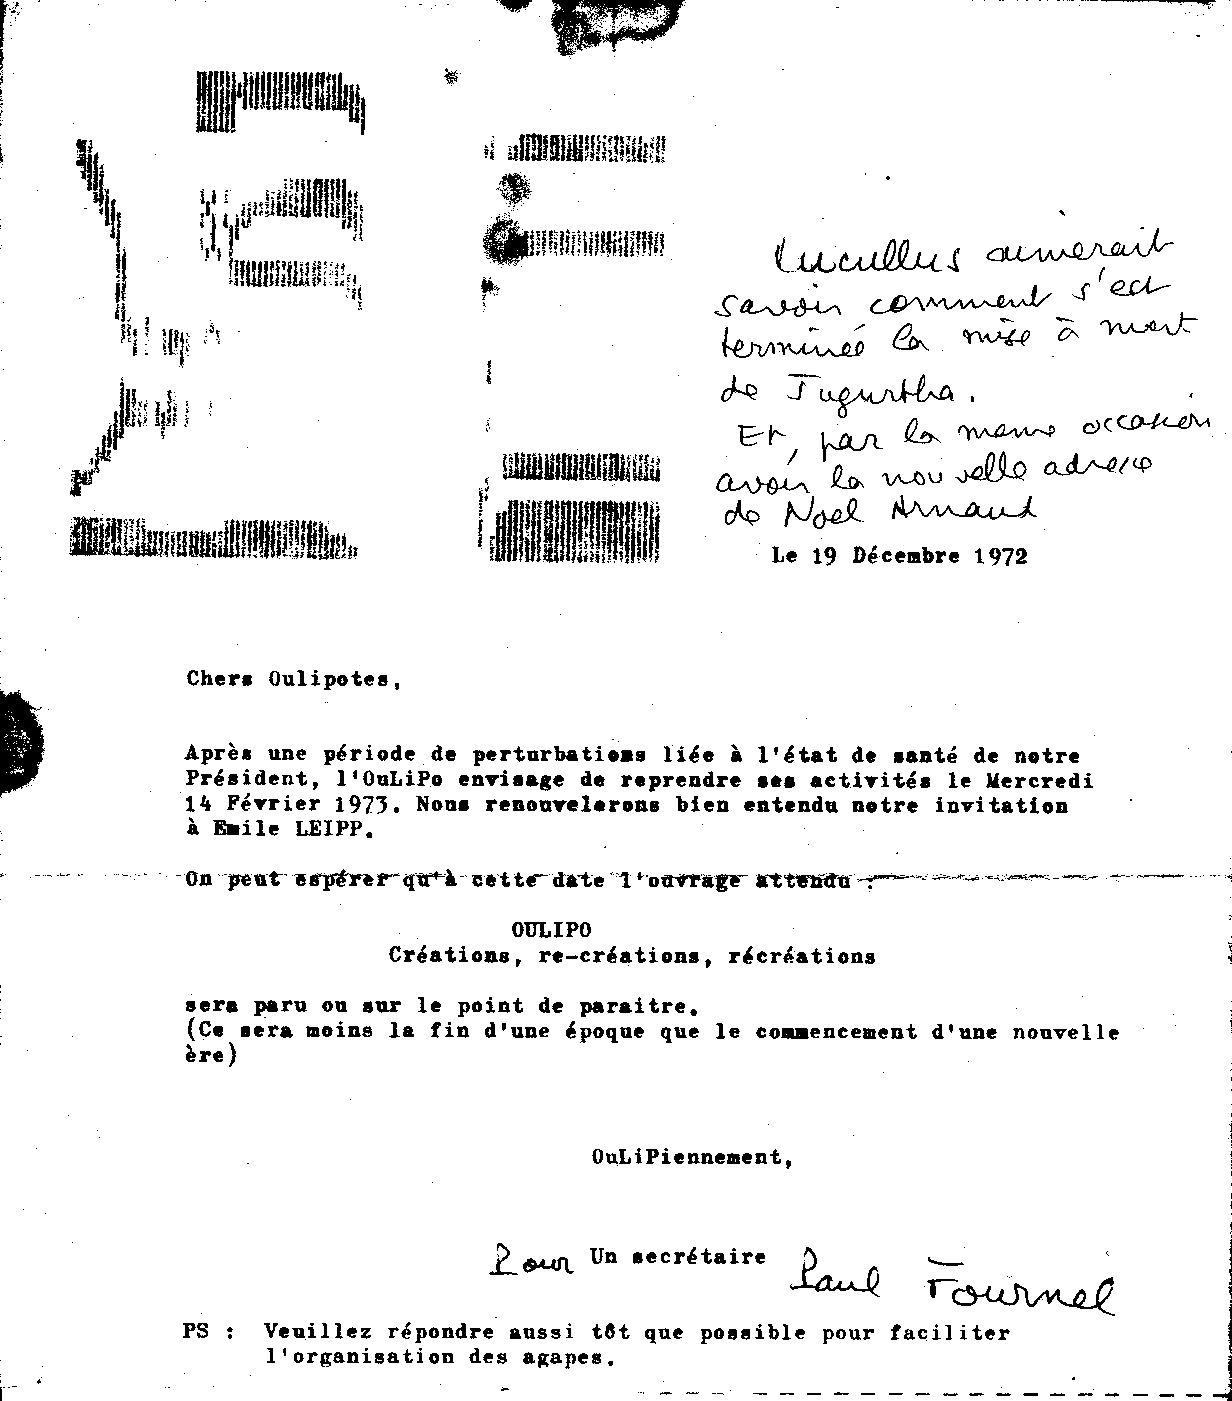 Lucullus aimerait
savoir comment s'est
terminée la mise à mort
de Jugurtha.
Et, par la meme occasion
avoir la nouvelle adresse
de Noel Arnaud
Le 19 Décembre 1972
Chers Oulipotes,
Après une période de perturbations liée à l'état de santé de notre
Président, l'OuLiPo envisage de reprendre ses activités le Mercredi
14 Février 1973. Nous renouvelerons bien entendu notre invitation
à Emile LEIPP.
On peut espérer qu'à cette date l'ouvrage attendu :
OULIPO
Créations, re-créations, récréations
sera paru ou sur le point de paraitre.
(Ce sera moins la fin d'une époque que le commencement d'une nouvelle
ère)
OuLiPiennement,
Pour Un secrétaire Paul Fournel
PS : Veuillez répondre aussi tôt que possible pour faciliter
l'organisation des agapes.